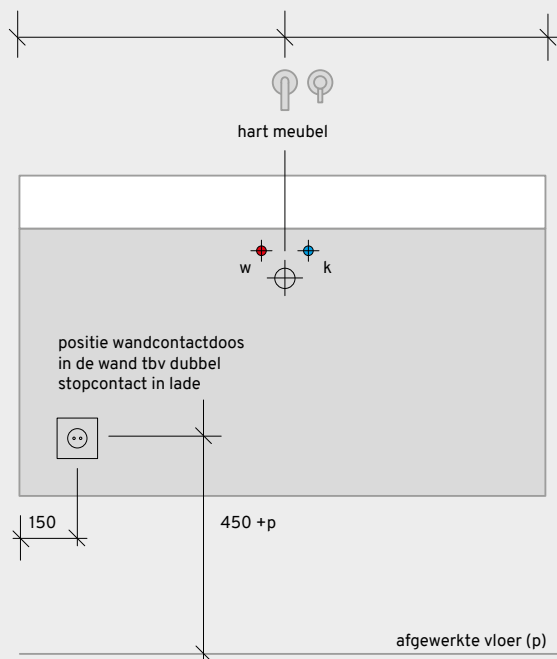 hart meubel
w
k
positie wandcontactdoos
in de wand tbv dubbel
stopcontact in lade
150
450 +p
afgewerkte vloer (p)